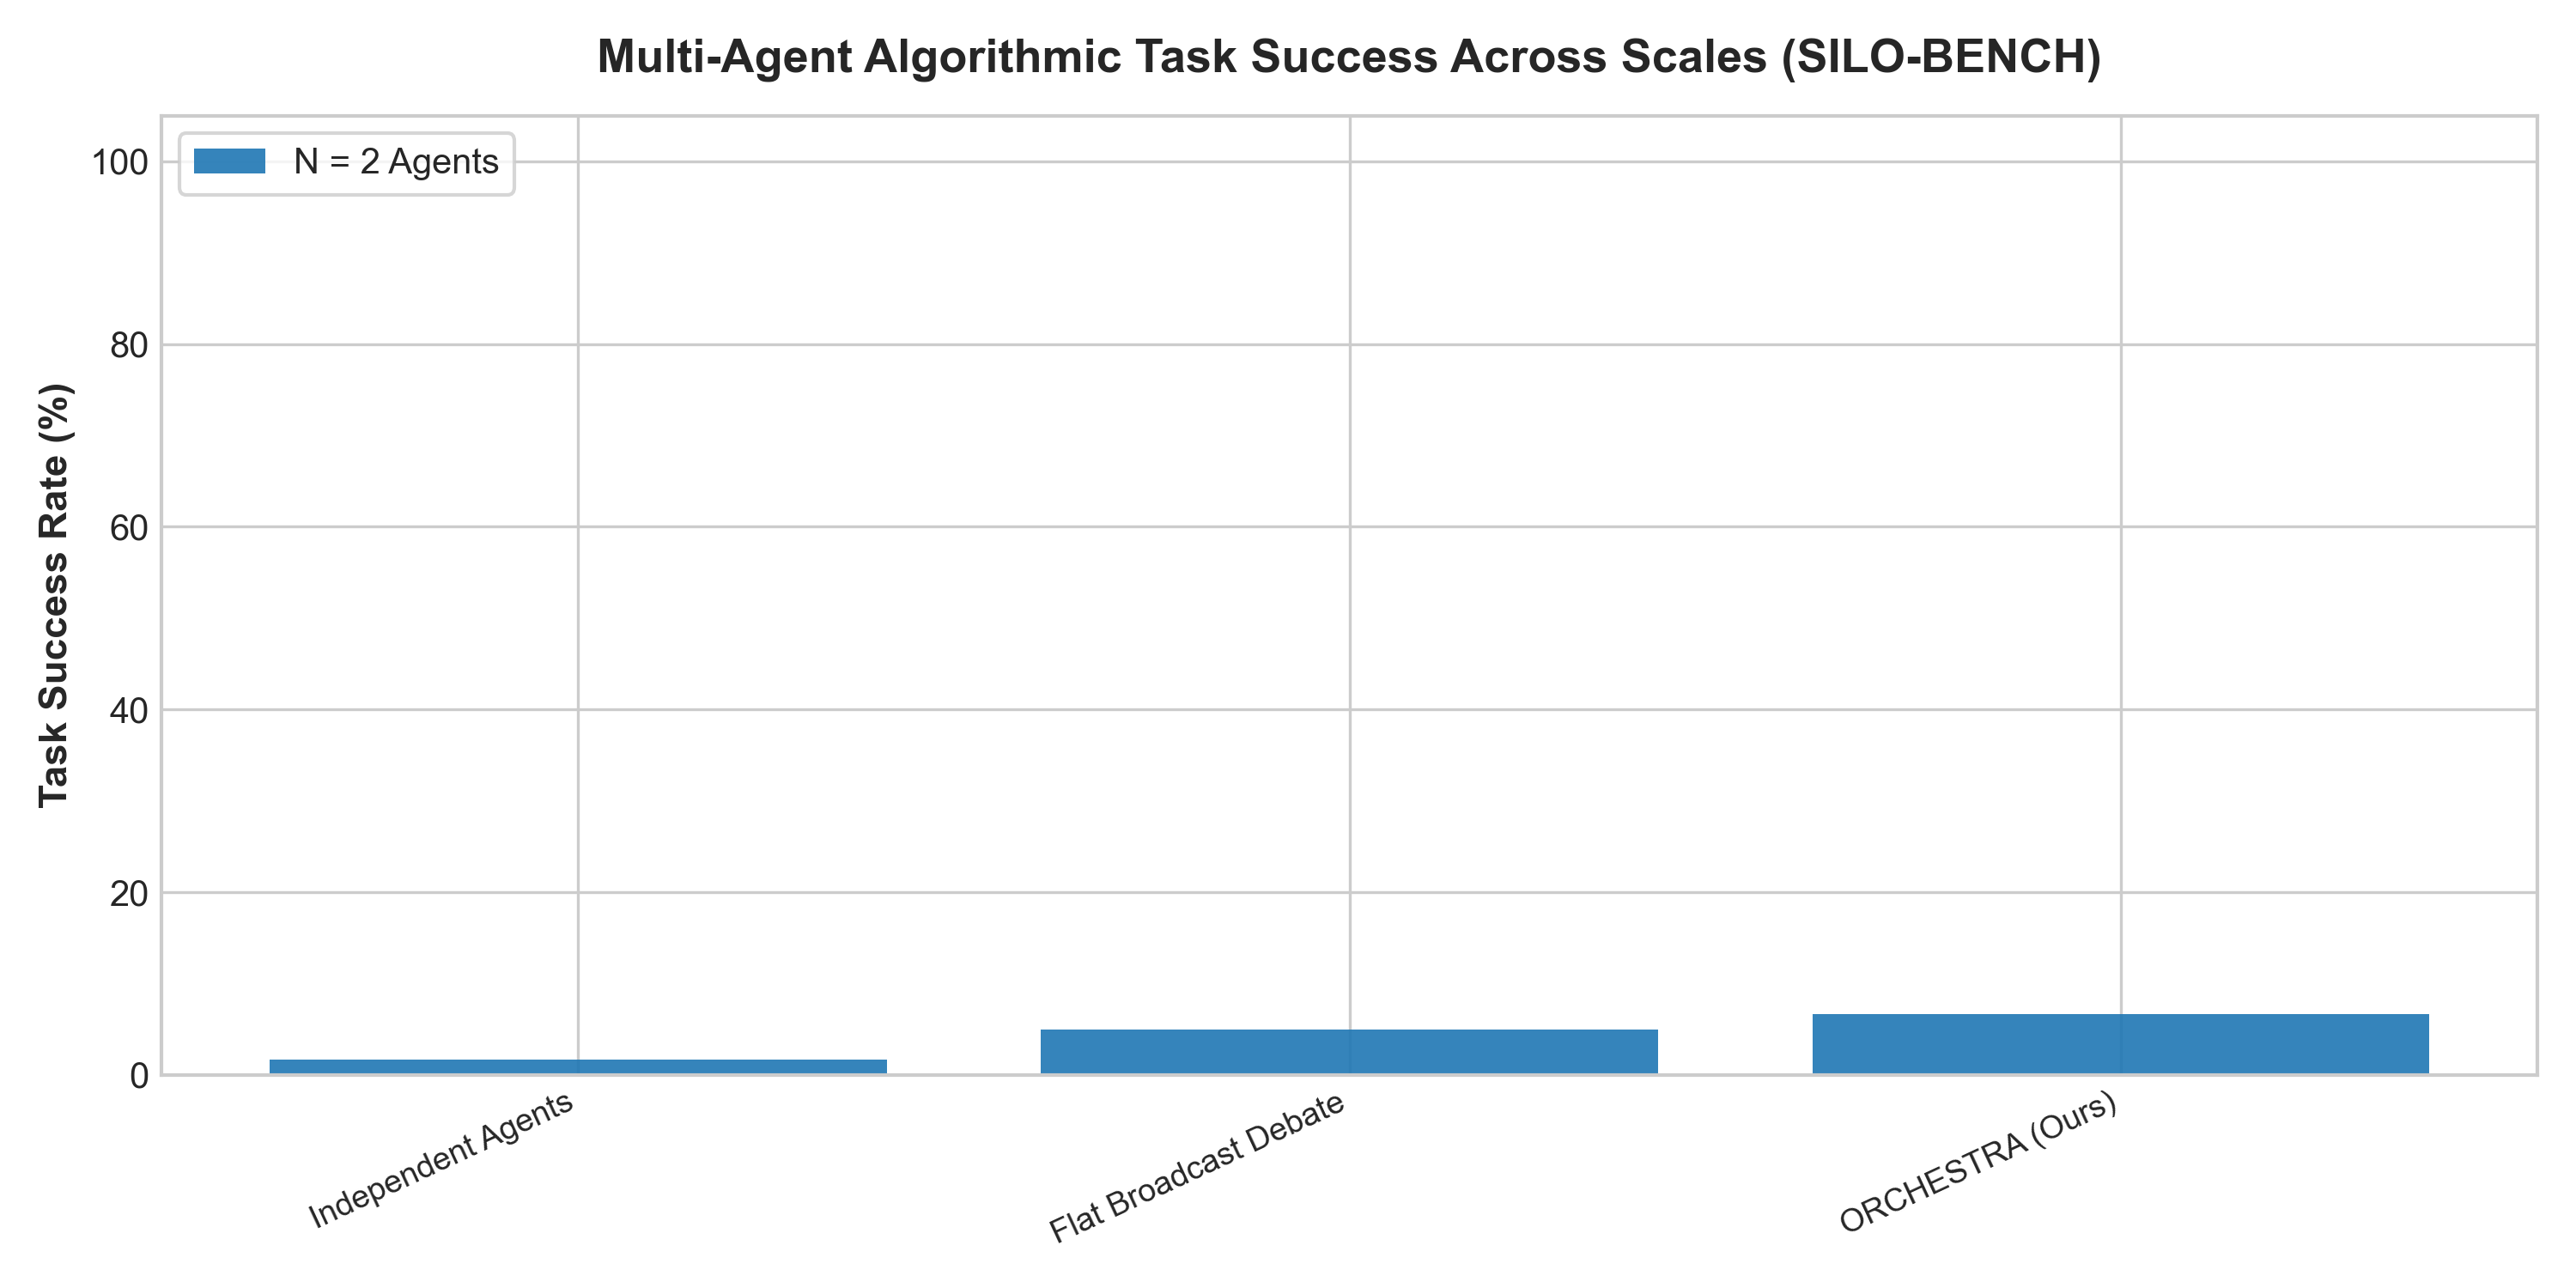 Multi-Agent Algorithmic Task Success Across Scales (SILO-BENCH)
N = 2 Agents
Task Success Rate (%)
100
80
60
40
20
0
Independent Agents
Flat Broadcast Debate
ORCHESTRA (Ours)